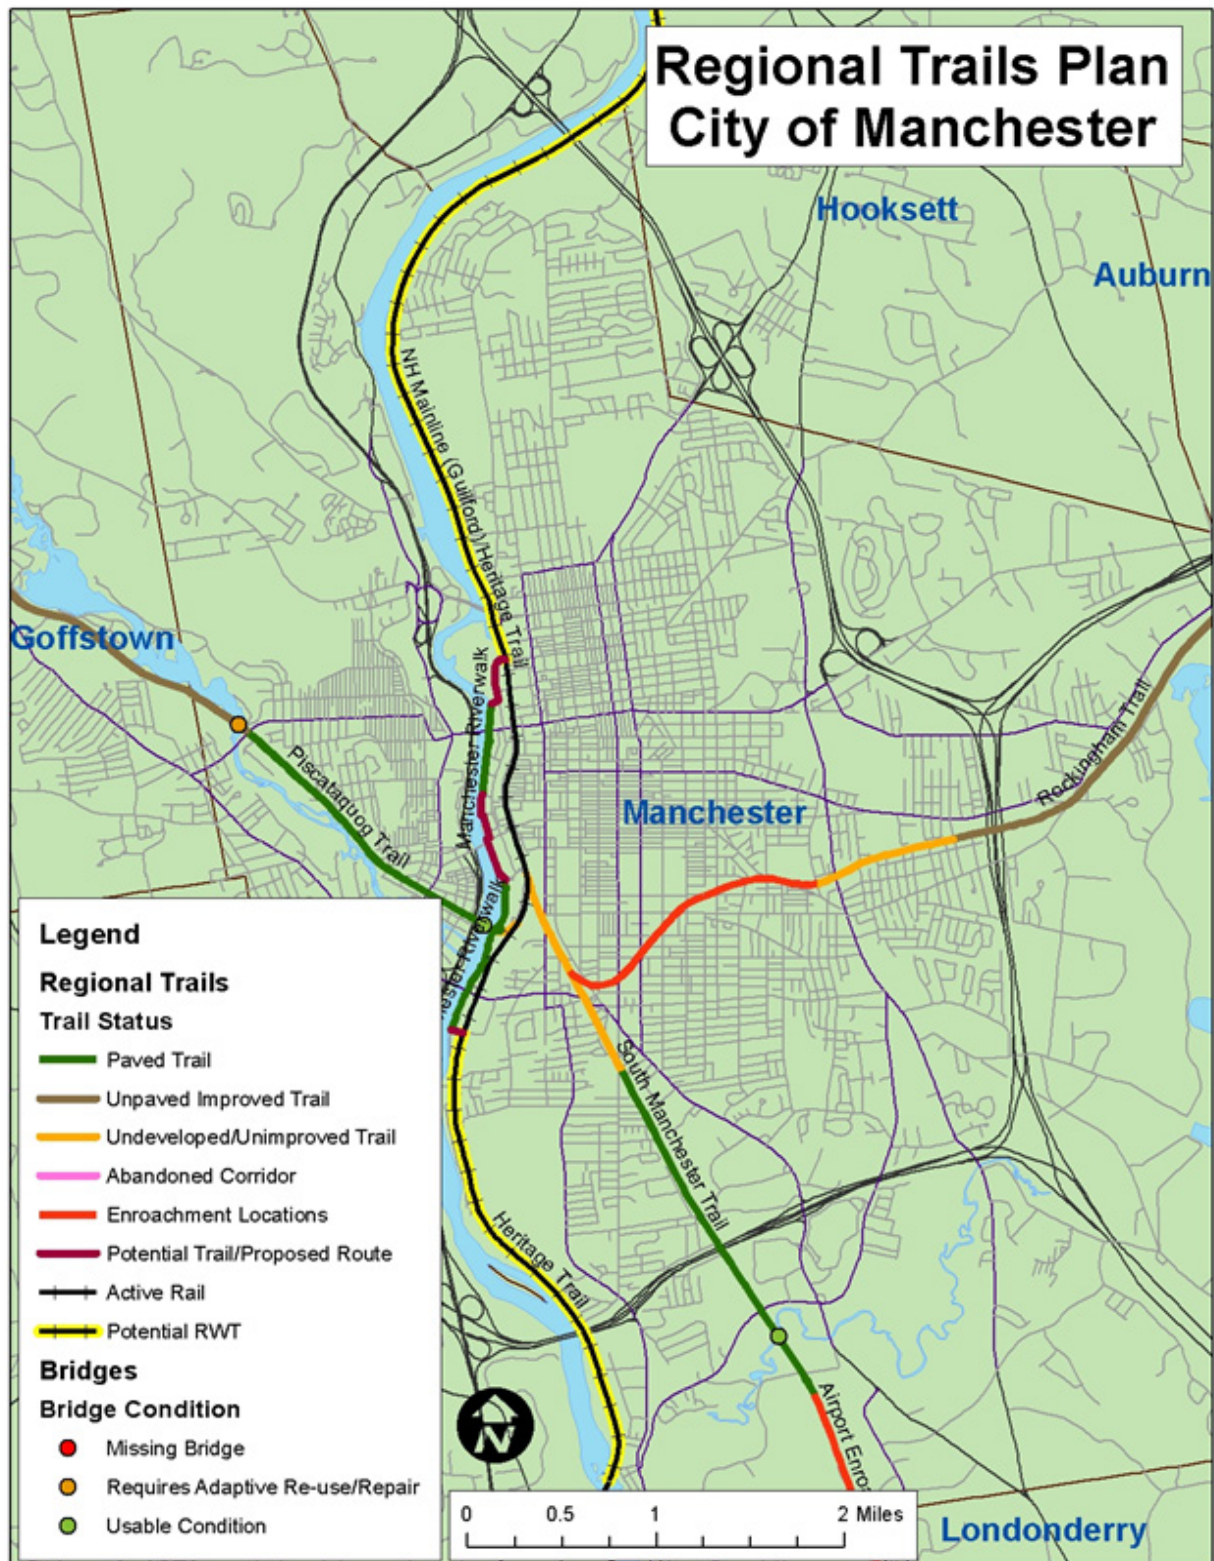 Regional Trails Plan
City of Manchester
Hooksett
Auburn
NH Mainline (Guilford)/Heritage Trail
Goffstown
Manchester Riverwalk
Piscataquog Trail
Rockingham Trail
Manchester
hester Riverwalk
South Manchester Trail
Heritage Trail
Airport Enroa
Londonderry
Legend
Regional Trails
Trail Status
Paved Trail
Unpaved Improved Trail
Undeveloped/Unimproved Trail
Abandoned Corridor
Enroachment Locations
Potential Trail/Proposed Route
Active Rail
Potential RWT
Bridges
Bridge Condition
Missing Bridge
Requires Adaptive Re-use/Repair
Usable Condition
N
0 0.5 1 2 Miles